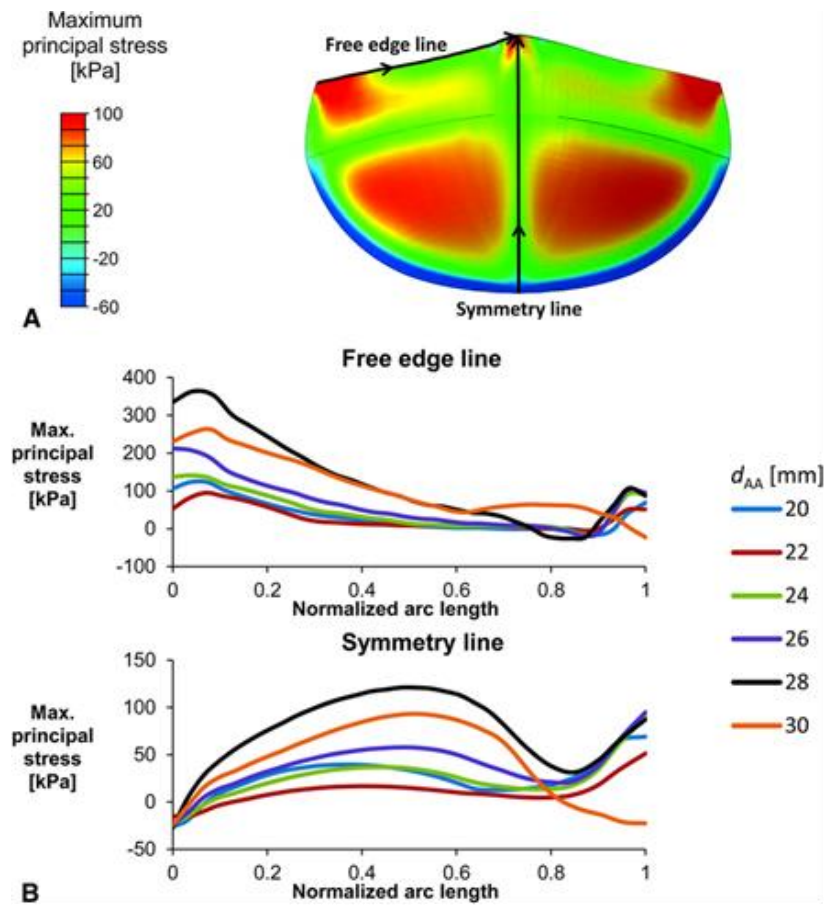 Maximum
principal stress
[kPa]
100
60
20
-20
-60
Free edge line
Symmetry line
A
Free edge line
Max.
principal
stress
[kPa]
400
300
200
100
0
-100
0
0.2
0.4
0.6
0.8
1
Normalized arc length
Symmetry line
Max.
principal
stress
[kPa]
150
100
50
0
-50
0
0.2
0.4
0.6
0.8
1
Normalized arc length
B
dAA [mm]
20
22
24
26
28
30